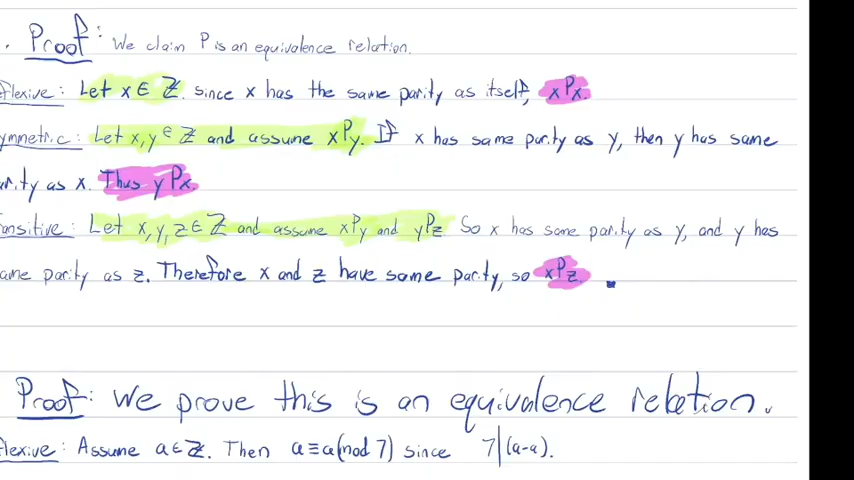 . Proof: We claim P is an equivalence relation.
flexive: Let x ∈ ℤ. since x has the same parity as itself, xPx.
ymmetric: Let x, y ∈ ℤ and assume xPy. If x has same parity as y, then y has same
arity as x. Thus yPx.
ansitive: Let x, y, z ∈ ℤ and assume xPy and yPz. So x has same parity as y, and y has
ame parity as z. Therefore x and z have same parity, so xPz.
Proof: We prove this is an equivalence relation.
flexive: Assume a ∈ ℤ. Then a ≡ a (mod 7) since 7|(a-a).